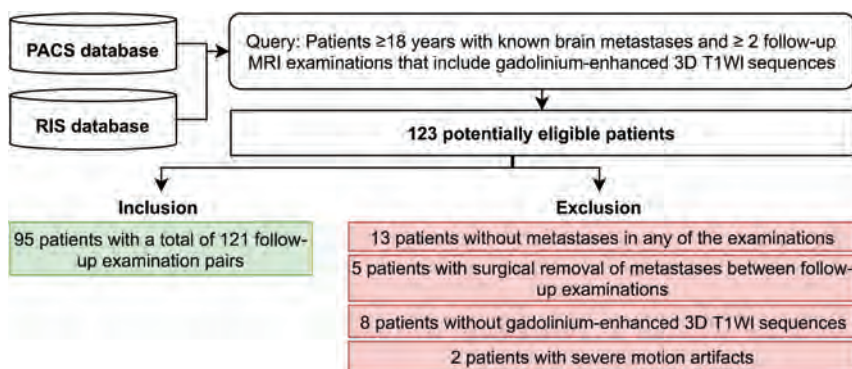 PACS database
RIS database
Query: Patients ≥18 years with known brain metastases and ≥ 2 follow-up
MRI examinations that include gadolinium-enhanced 3D T1WI sequences
123 potentially eligible patients
Inclusion
95 patients with a total of 121 follow-
up examination pairs
Exclusion
13 patients without metastases in any of the examinations
5 patients with surgical removal of metastases between follow-
up examinations
8 patients without gadolinium-enhanced 3D T1WI sequences
2 patients with severe motion artifacts